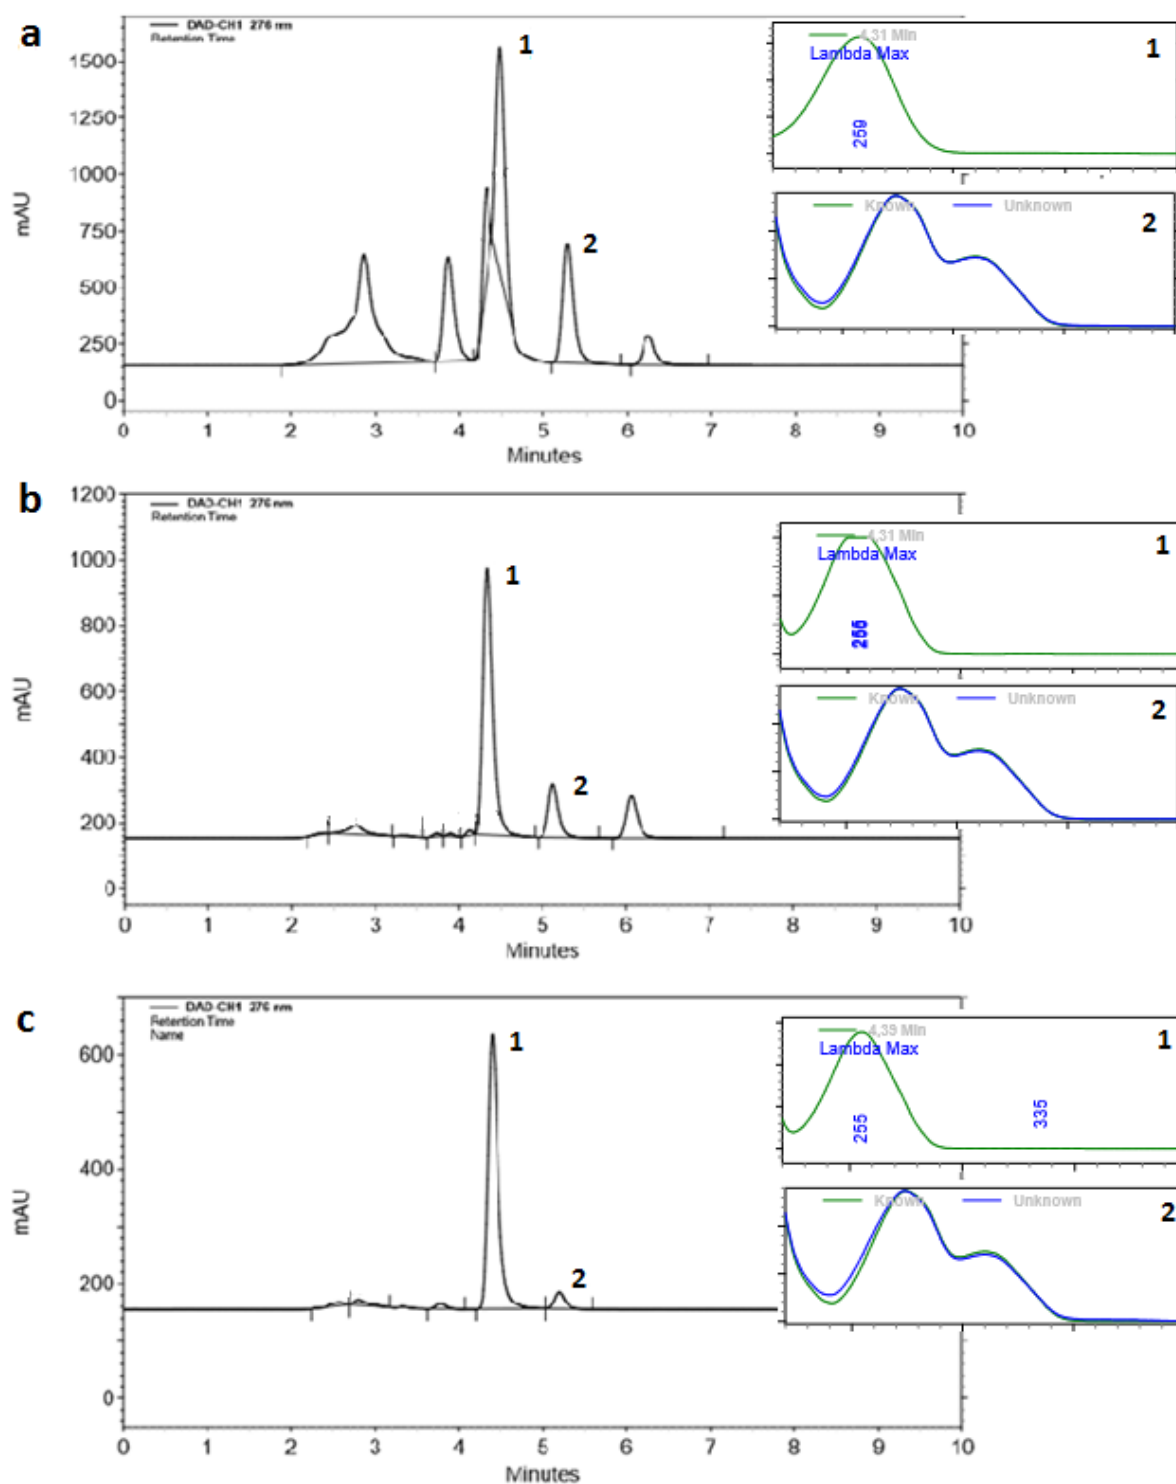 a
DAD-CH1 276 nm
Retention Time
1
2
mAU
1500
1250
1000
750
500
250
0
0 1 2 3 4 5 6 7 8 9 10
Minutes
4,31 Min
Lambda Max
259
1
Known Unknown
2
b
DAD-CH1 276 nm
Retention Time
1
2
mAU
1200
1000
800
600
400
200
0
0 1 2 3 4 5 6 7 8 9 10
Minutes
4,31 Min
Lambda Max
1
Known Unknown
2
c
DAD-CH1 276 nm
Retention Time
Name
1
2
mAU
600
400
200
0
0 1 2 3 4 5 6 7 8 9 10
Minutes
4,39 Min
Lambda Max
255
335
1
Known Unknown
2